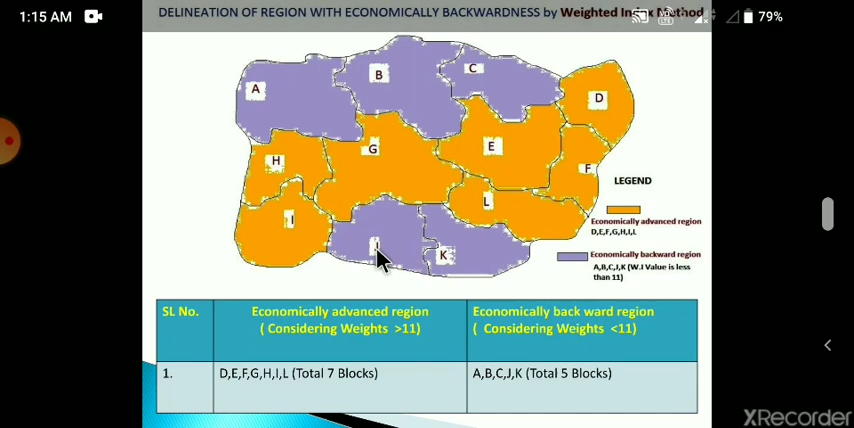 1:15 AM
79%
DELINEATION OF REGION WITH ECONOMICALLY BACKWARDNESS by Weighted Index Method
A
B
C
D
E
F
G
H
I
J
K
L
LEGEND
Economically advanced region
D,E,F,G,H,I,L
Economically backward region
A,B,C,J,K (W.I Value is less
than 11)
SL No.
Economically advanced region
( Considering Weights >11)
Economically back ward region
( Considering Weights <11)
1.
D,E,F,G,H,I,L (Total 7 Blocks)
A,B,C,J,K (Total 5 Blocks)
XRecorder